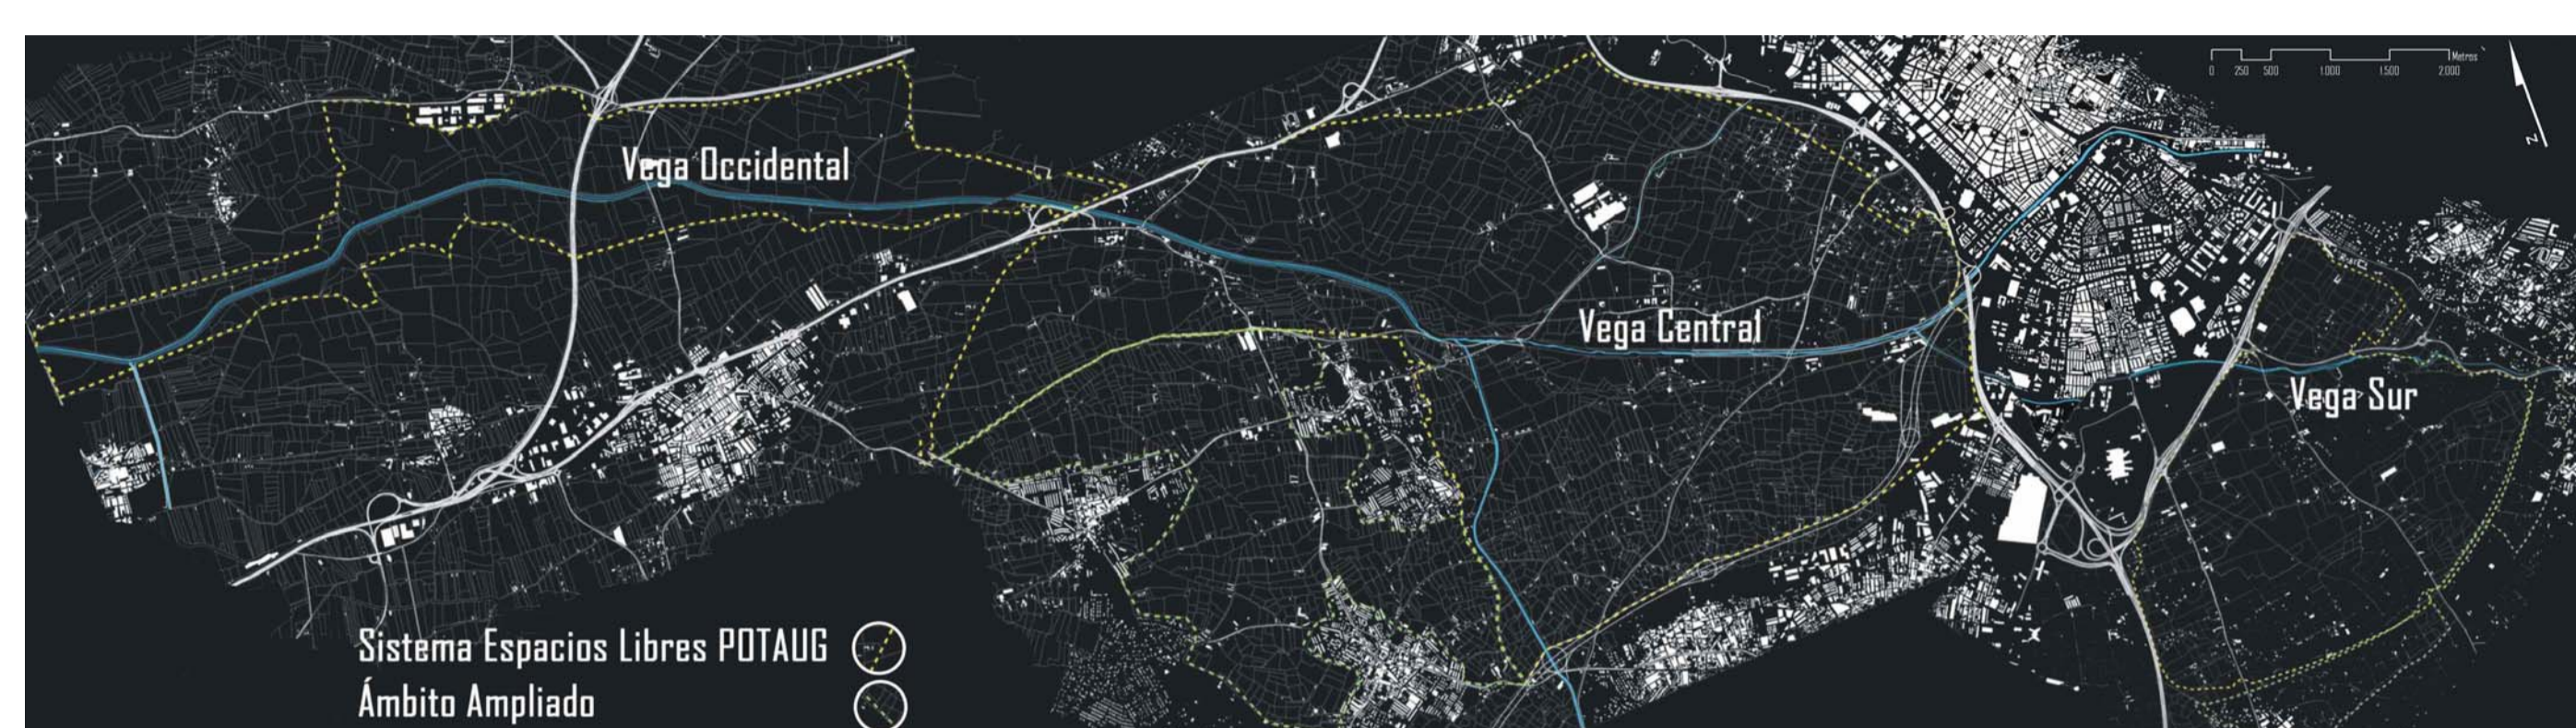 Metros
0 250 500 1.000 1.500 2.000
N
Vega Occidental
Vega Central
Vega Sur
Sistema Espacios Libres POTAUG
Ámbito Ampliado